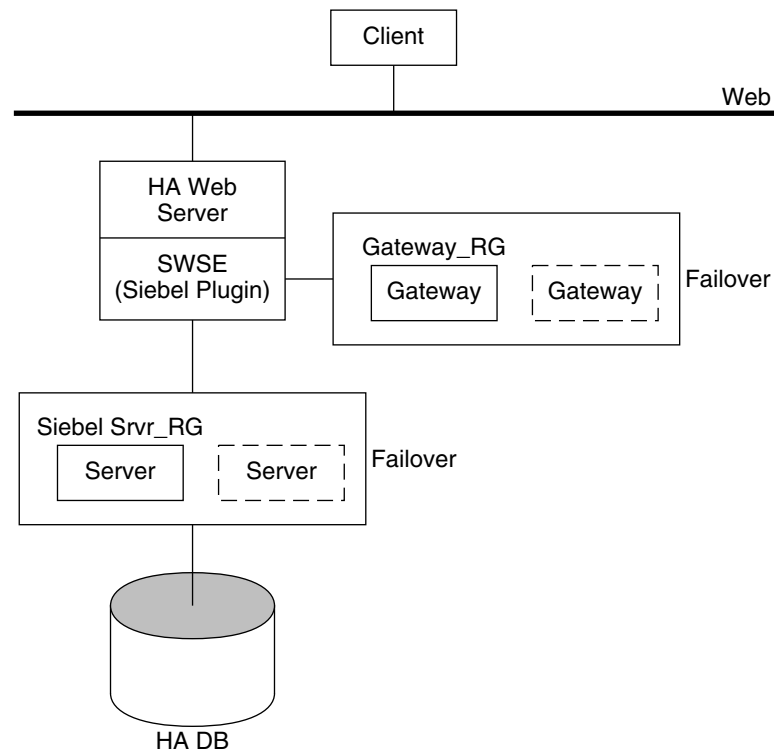 Client
Web
HA Web
Server
SWSE
(Siebel Plugin)
Gateway_RG
Gateway
Gateway
Failover
Siebel Srvr_RG
Server
Server
Failover
HA DB